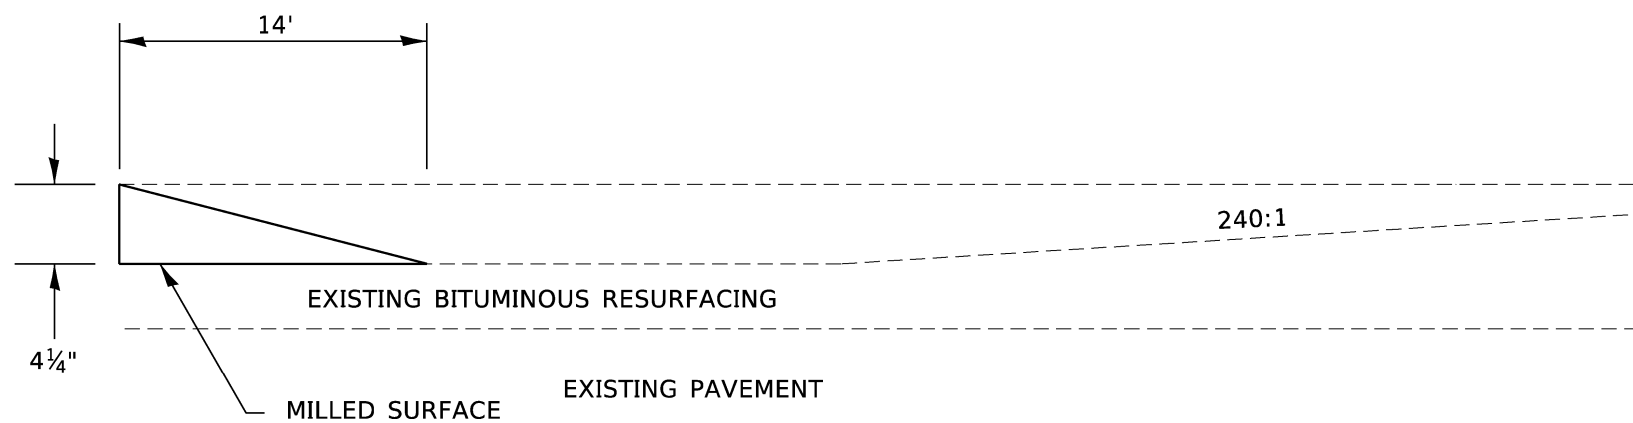 14'
240:1
EXISTING BITUMINOUS RESURFACING
4¼"
EXISTING PAVEMENT
MILLED SURFACE